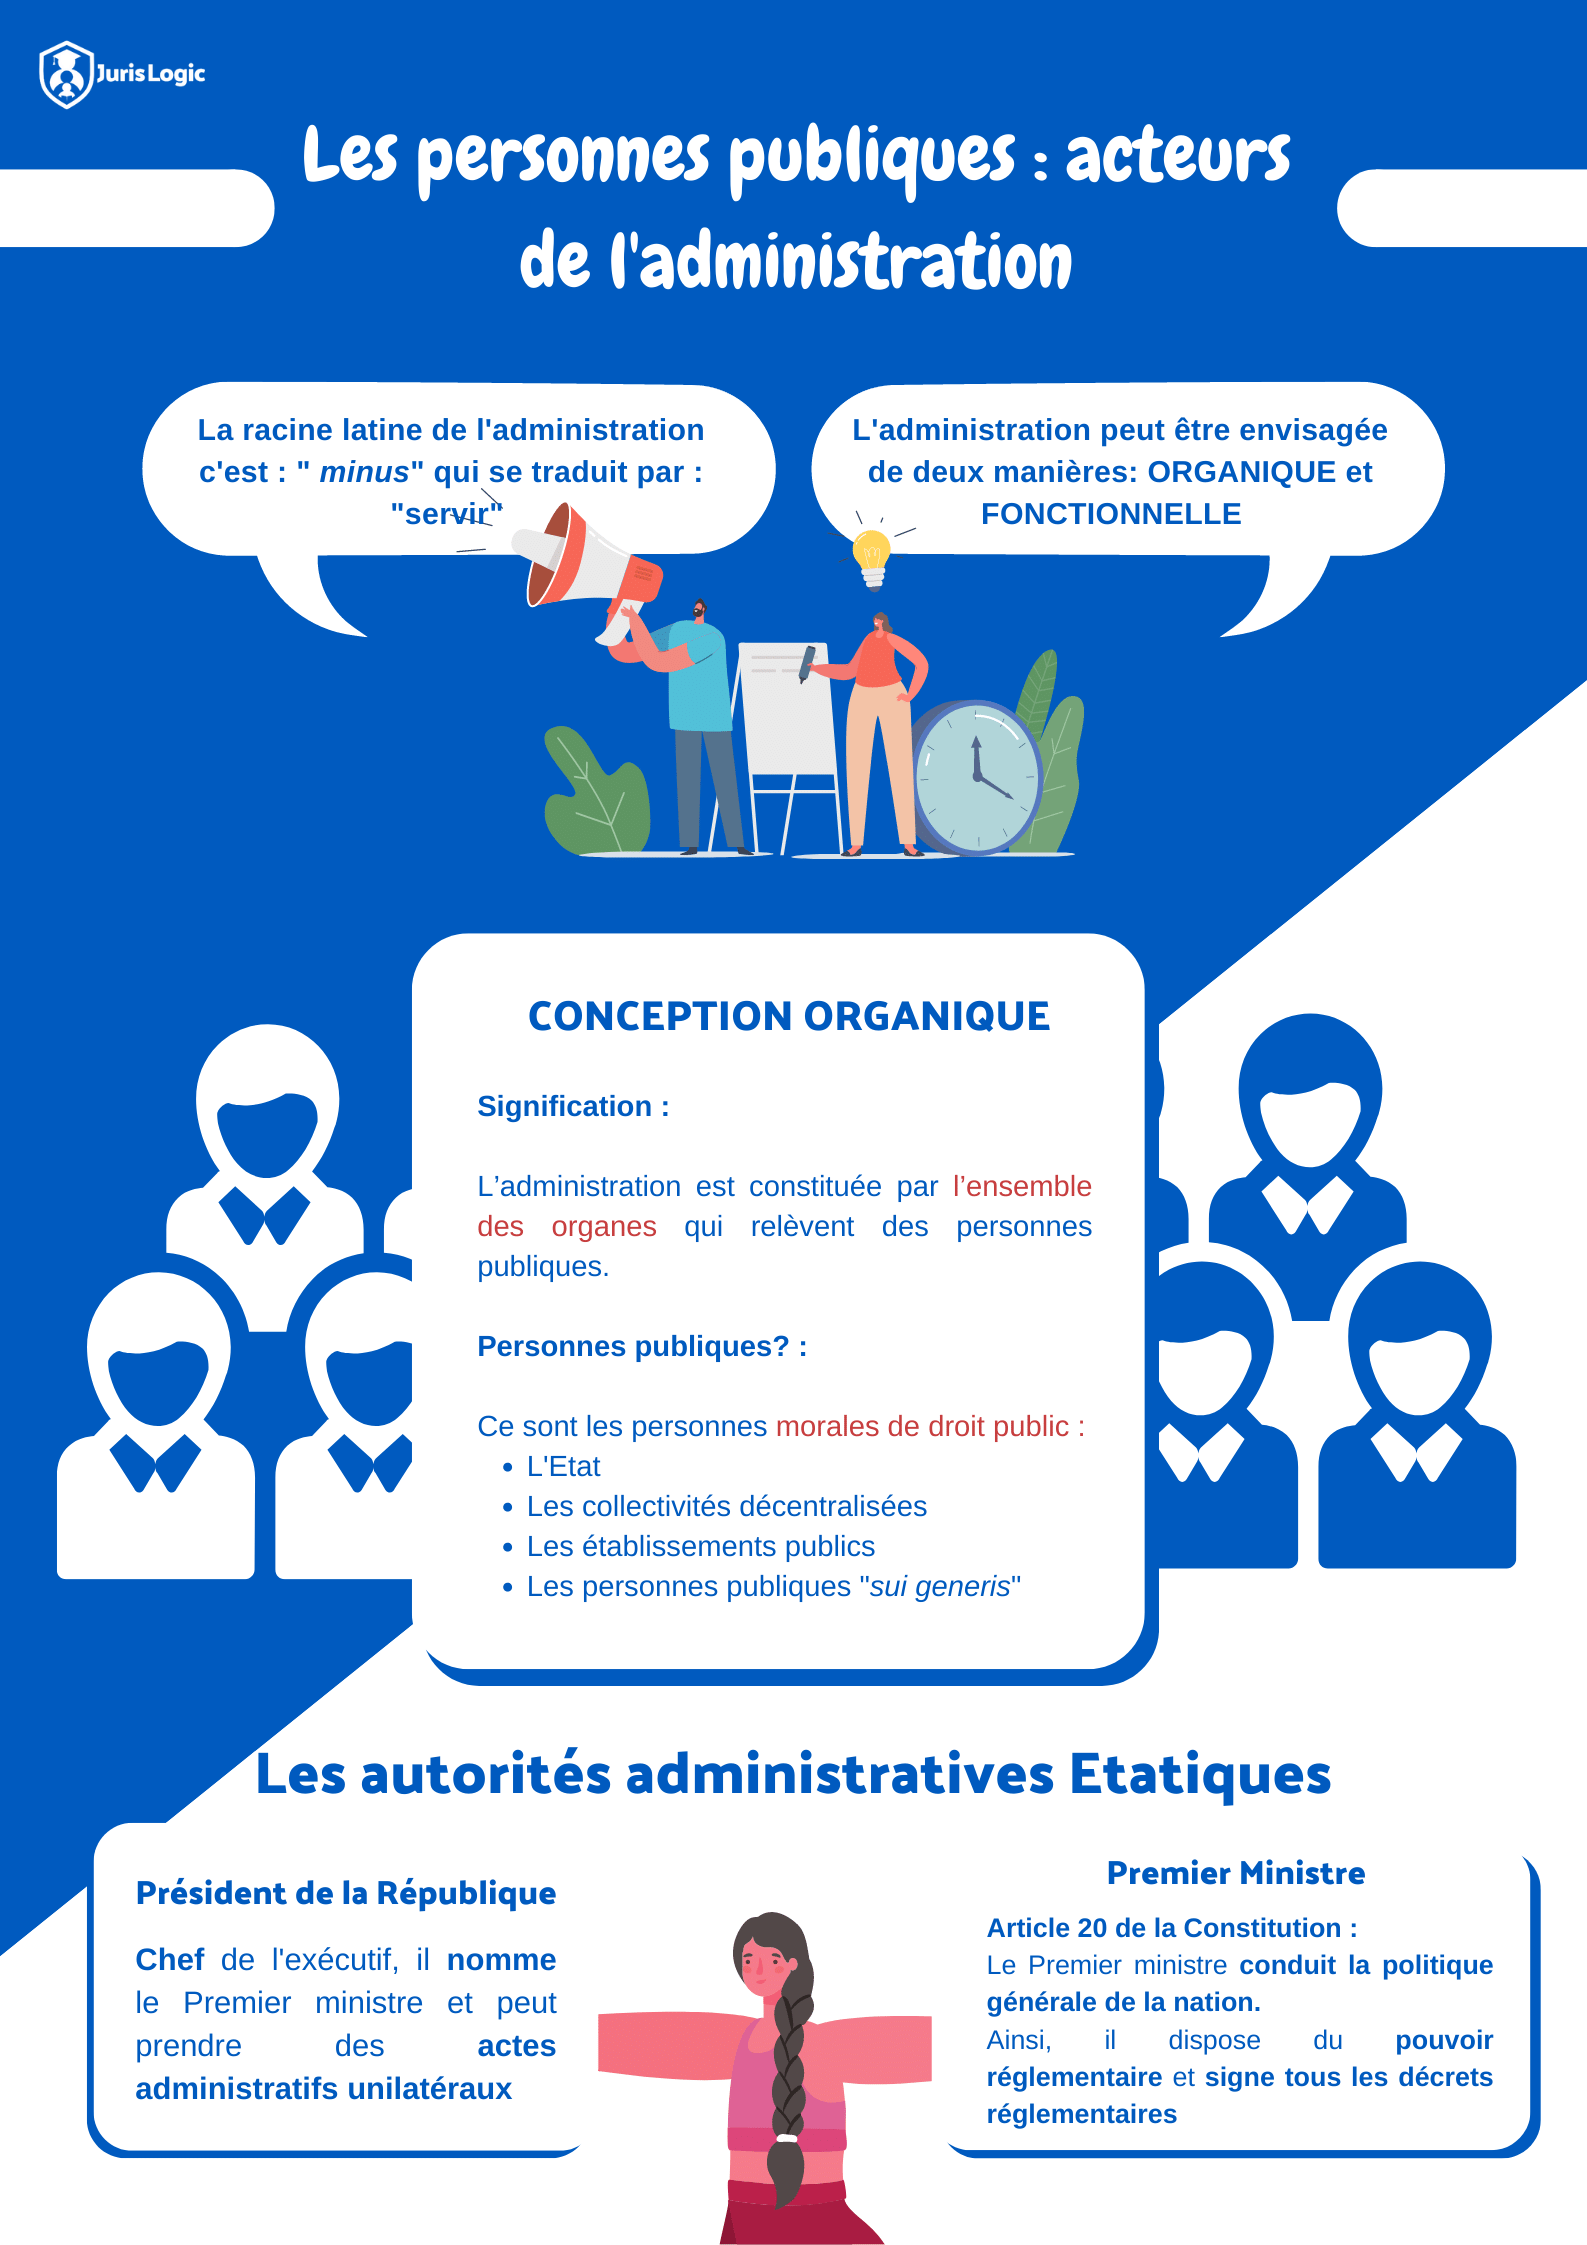 Juris Logic
Les personnes publiques : acteurs
de l'administration
La racine latine de l'administration
c'est : " minus" qui se traduit par :
"servir"
L'administration peut être envisagée
de deux manières: ORGANIQUE et
FONCTIONNELLE
CONCEPTION ORGANIQUE
Signification :
L’administration est constituée par l’ensemble
des organes qui relèvent des personnes
publiques.
Personnes publiques? :
Ce sont les personnes morales de droit public :
• L'Etat
• Les collectivités décentralisées
• Les établissements publics
• Les personnes publiques "sui generis"
Les autorités administratives Etatiques
Président de la République
Chef de l'exécutif, il nomme
le Premier ministre et peut
prendre des actes
administratifs unilatéraux
Premier Ministre
Article 20 de la Constitution :
Le Premier ministre conduit la politique
générale de la nation.
Ainsi, il dispose du pouvoir
réglementaire et signe tous les décrets
réglementaires